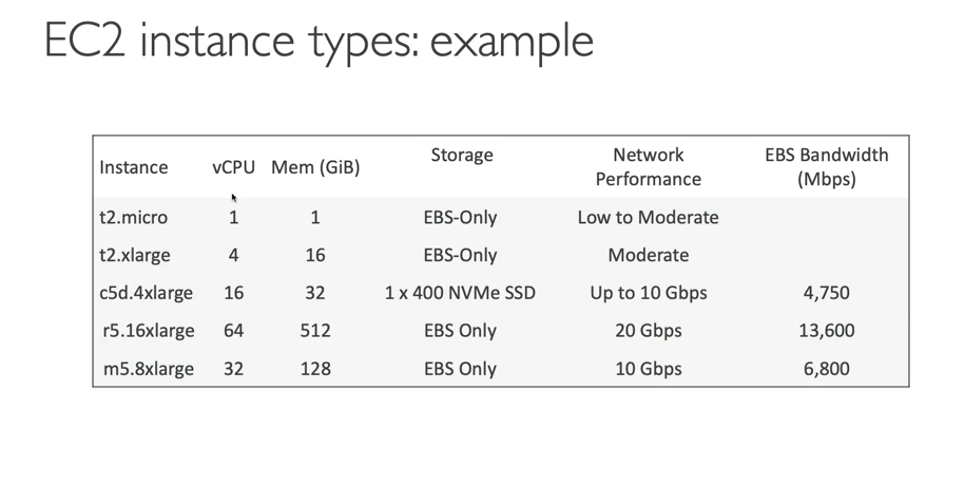 EC2 instance types: example
Instance vCPU Mem (GiB) Storage Network Performance EBS Bandwidth (Mbps)
t2.micro 1 1 EBS-Only Low to Moderate
t2.xlarge 4 16 EBS-Only Moderate
c5d.4xlarge 16 32 1 x 400 NVMe SSD Up to 10 Gbps 4,750
r5.16xlarge 64 512 EBS Only 20 Gbps 13,600
m5.8xlarge 32 128 EBS Only 10 Gbps 6,800